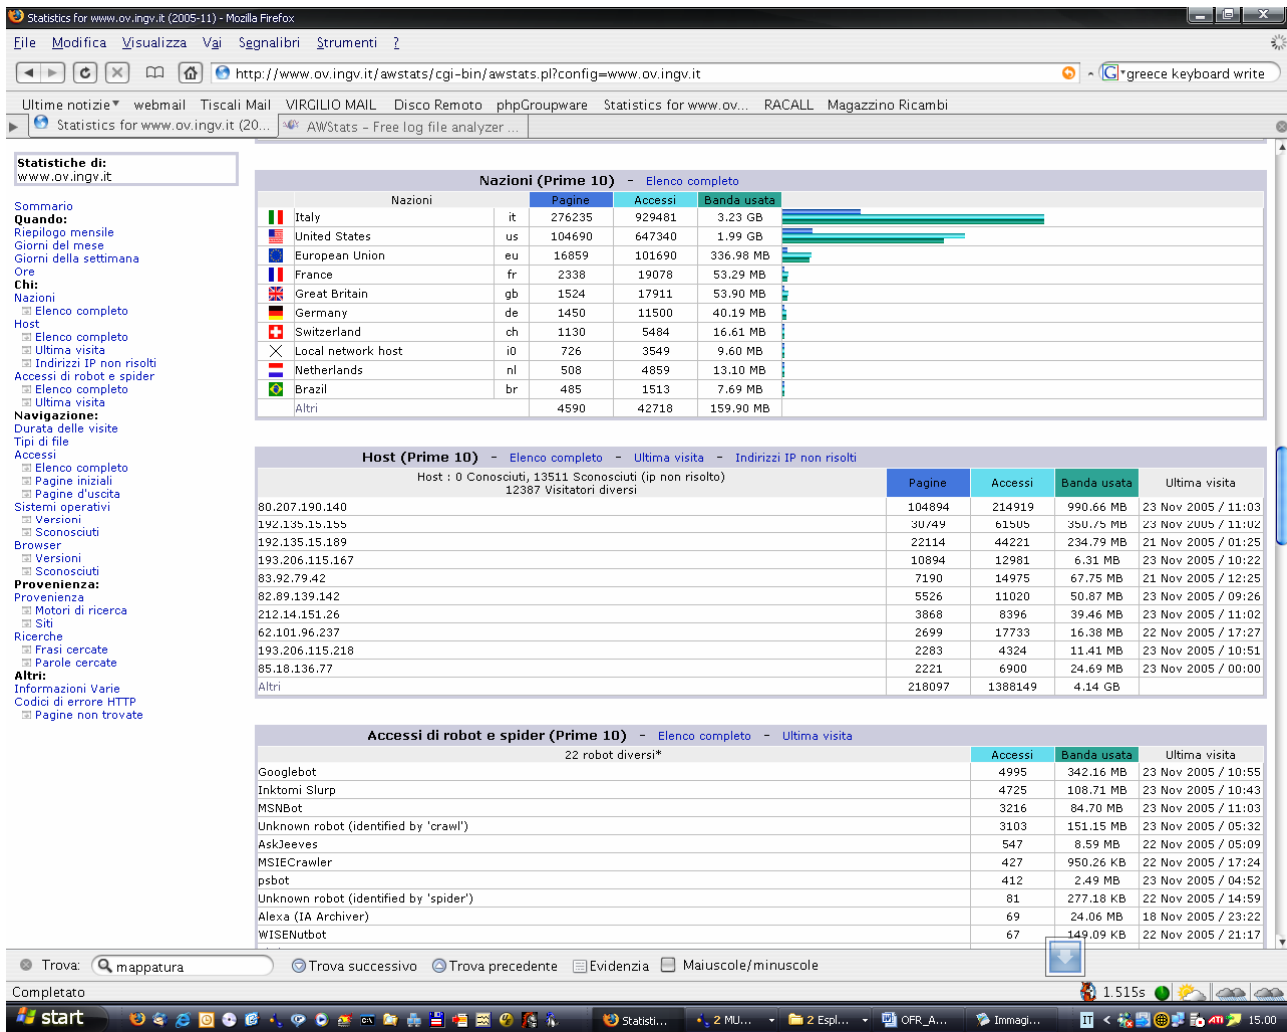 Statistics for www.ov.ingv.it (2005-11) - Mozilla Firefox
File Modifica Visualizza Vai Segnalibri Strumenti ?
http://www.ov.ingv.it/awstats/cgi-bin/awstats.pl?config=www.ov.ingv.it greece keyboard write
Ultime notizie webmail Tiscali Mail VIRGILIO MAIL Disco Remoto phpGroupware Statistics for www.ov... RACALL Magazzino Ricambi
Statistics for www.ov.ingv.it (20... AWStats - Free log file analyzer ...
Statistiche di:
www.ov.ingv.it
Sommario
Quando:
Riepilogo mensile
Giorni del mese
Giorni della settimana
Ore
Chi:
Nazioni
Elenco completo
Host
Elenco completo
Ultima visita
Indirizzi IP non risolti
Accessi di robot e spider
Elenco completo
Ultima visita
Navigazione:
Durata delle visite
Tipi di file
Accessi
Elenco completo
Pagine iniziali
Pagine d'uscita
Sistemi operativi
Versioni
Sconosciuti
Browser
Versioni
Sconosciuti
Provenienza:
Provenienza
Motori di ricerca
Siti
Ricerche
Frasi cercate
Parole cercate
Altri:
Informazioni Varie
Codici di errore HTTP
Pagine non trovate
Nazioni (Prime 10) - Elenco completo
Nazioni Pagine Accessi Banda usata
Italy it 276235 929481 3.23 GB
United States us 104690 647340 1.99 GB
European Union eu 16859 101690 336.98 MB
France fr 2338 19078 53.29 MB
Great Britain gb 1524 17911 53.90 MB
Germany de 1450 11500 40.19 MB
Switzerland ch 1130 5484 16.61 MB
Local network host i0 726 3549 9.60 MB
Netherlands nl 508 4859 13.10 MB
Brazil br 485 1513 7.69 MB
Altri 4590 42718 159.90 MB
Host (Prime 10) - Elenco completo - Ultima visita - Indirizzi IP non risolti
Host : 0 Conosciuti, 13511 Sconosciuti (ip non risolto)
12387 Visitatori diversi
Pagine Accessi Banda usata Ultima visita
80.207.190.140 104894 214919 990.66 MB 23 Nov 2005 / 11:03
192.135.15.155 30749 61505 350.75 MB 23 Nov 2005 / 11:02
192.135.15.189 22114 44221 234.79 MB 21 Nov 2005 / 01:25
193.206.115.167 10894 12981 6.31 MB 23 Nov 2005 / 10:22
83.92.79.42 7190 14975 67.75 MB 21 Nov 2005 / 12:25
82.89.139.142 5526 11020 50.87 MB 23 Nov 2005 / 09:26
212.14.151.26 3868 8396 39.46 MB 23 Nov 2005 / 11:02
62.101.96.237 2699 17733 16.38 MB 22 Nov 2005 / 17:27
193.206.115.218 2283 4324 11.41 MB 23 Nov 2005 / 10:51
85.18.136.77 2221 6900 24.69 MB 23 Nov 2005 / 00:00
Altri 218097 1388149 4.14 GB
Accessi di robot e spider (Prime 10) - Elenco completo - Ultima visita
22 robot diversi* Accessi Banda usata Ultima visita
Googlebot 4995 342.16 MB 23 Nov 2005 / 10:55
Inktomi Slurp 4725 108.71 MB 23 Nov 2005 / 10:43
MSNBot 3216 84.70 MB 23 Nov 2005 / 11:03
Unknown robot (identified by 'crawl') 3103 151.15 MB 23 Nov 2005 / 05:32
AskJeeves 547 8.59 MB 22 Nov 2005 / 05:09
MSIECrawler 427 950.26 KB 22 Nov 2005 / 17:24
psbot 412 2.49 MB 23 Nov 2005 / 04:52
Unknown robot (identified by 'spider') 81 277.18 KB 22 Nov 2005 / 14:59
Alexa (IA Archiver) 69 24.06 MB 18 Nov 2005 / 23:22
WISENutbot 67 149.09 KB 22 Nov 2005 / 21:17
Trova: mappatura Trova successivo Trova precedente Evidenzia Maiuscole/minuscole
Completato 1.515s
start Statisti... 2 MU... 2 Espl... OFR_A... Immagi... IT 15.00